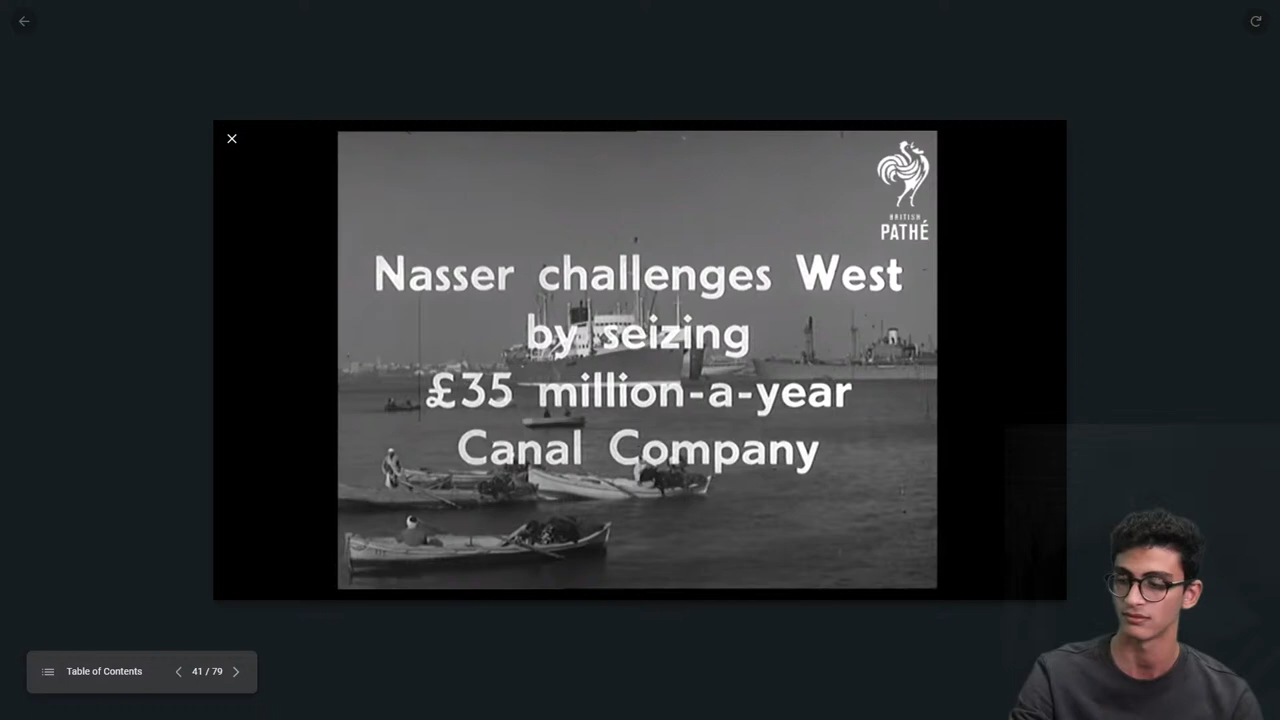 BRITISH
PATHÉ
Nasser challenges West
by seizing
£35 million-a-year
Canal Company
Table of Contents
41 / 79